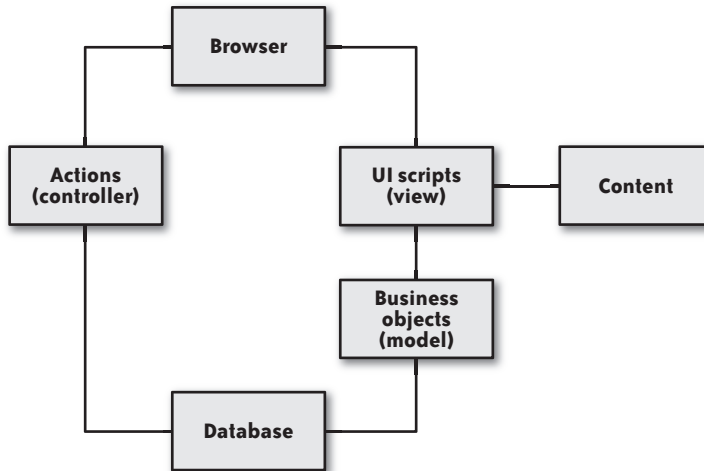 Browser
Actions
(controller)
UI scripts
(view)
Content
Business
objects
(model)
Database